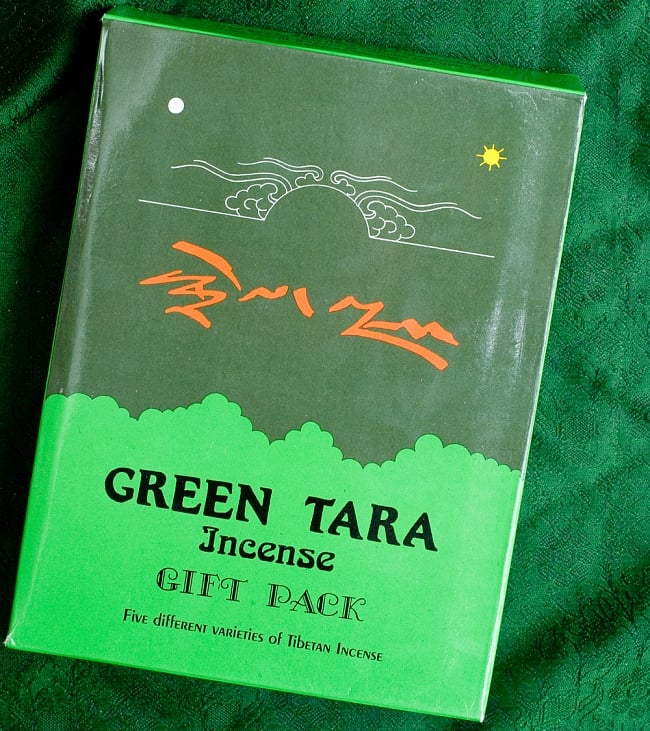 GREEN TARA
Incense
GIFT PACK
Five different varieties of Tibetan Incense